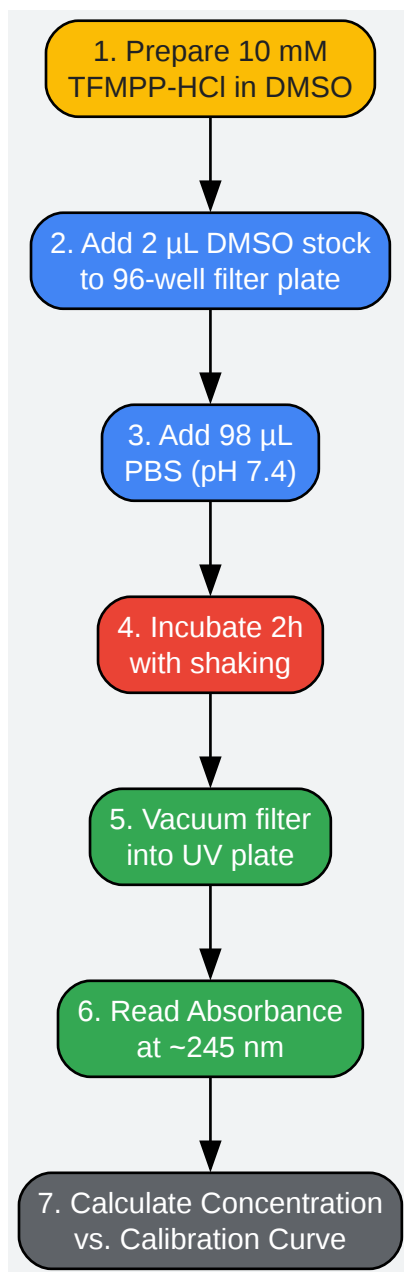 1. Prepare 10 mM
TFMPP-HCl in DMSO
2. Add 2 µL DMSO stock
to 96-well filter plate
3. Add 98 µL
PBS (pH 7.4)
4. Incubate 2h
with shaking
5. Vacuum filter
into UV plate
6. Read Absorbance
at ~245 nm
7. Calculate Concentration
vs. Calibration Curve